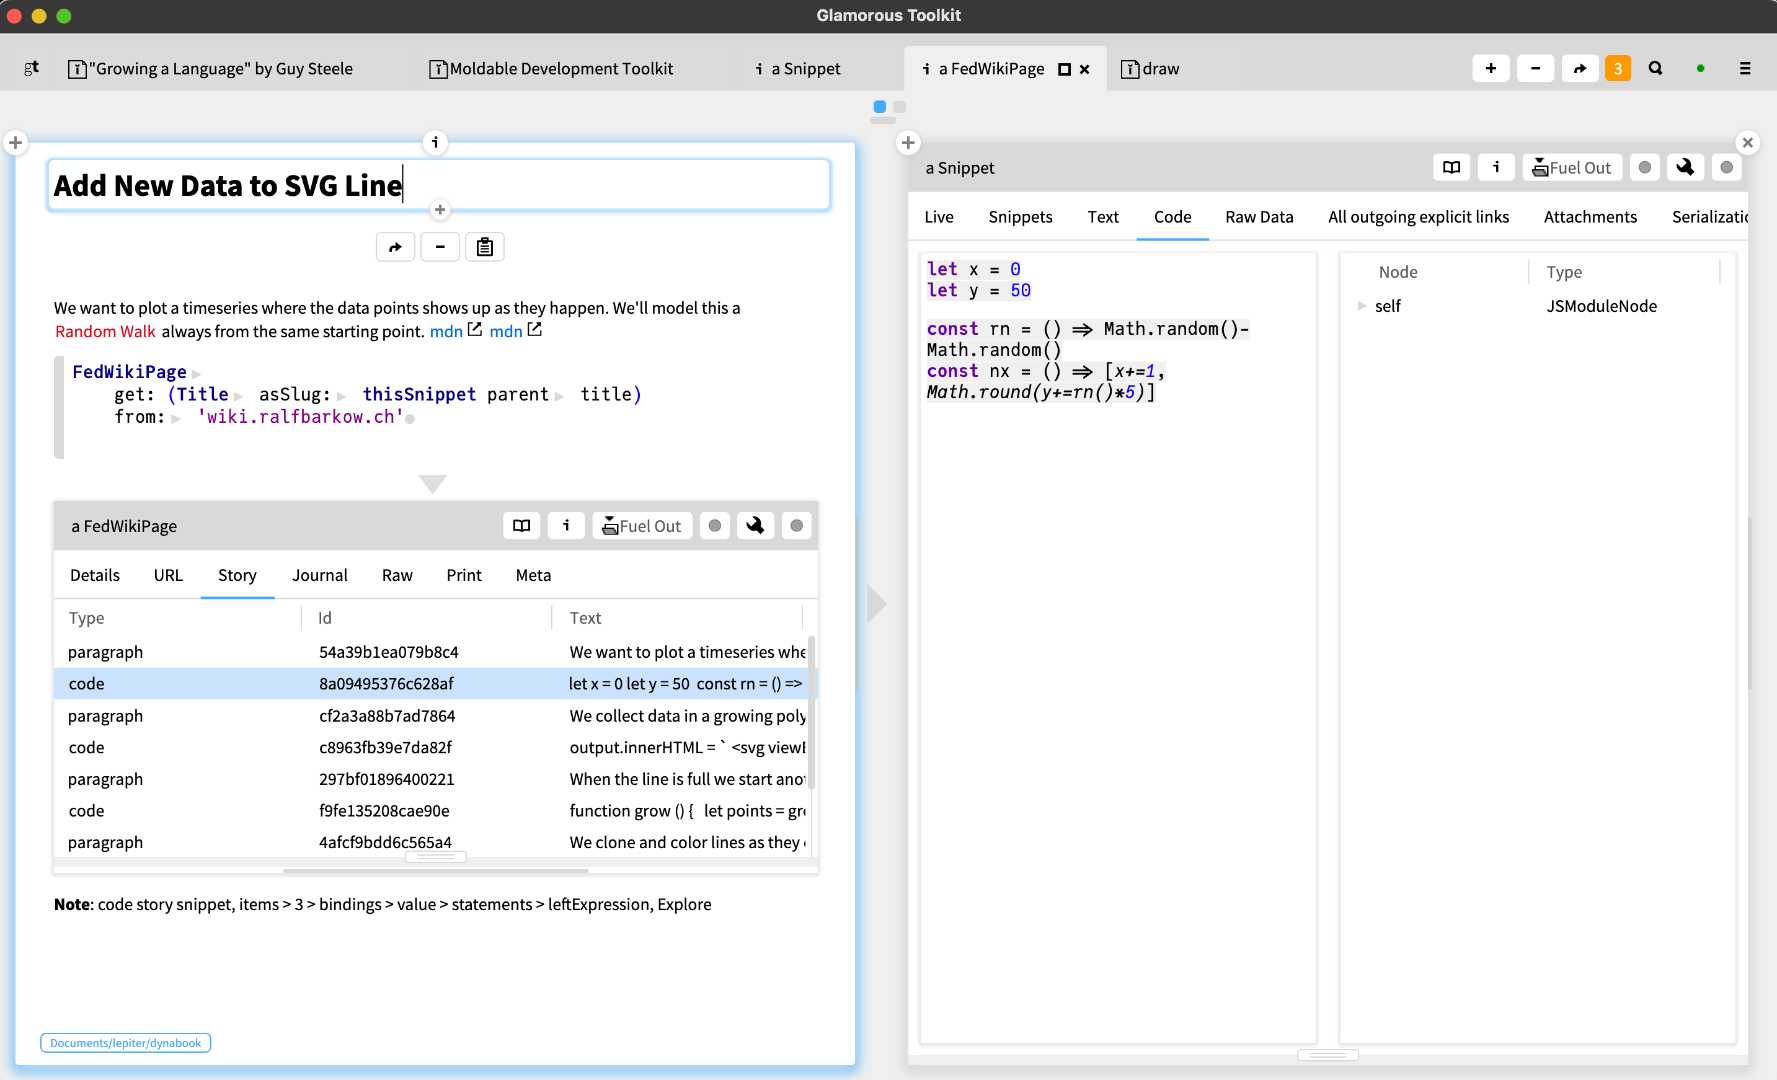 Glamorous Toolkit
gt
"Growing a Language" by Guy Steele
Moldable Development Toolkit
i a Snippet
i a FedWikiPage
draw
3
i
Add New Data to SVG Line
We want to plot a timeseries where the data points shows up as they happen. We'll model this a
Random Walk always from the same starting point. mdn mdn
FedWikiPage
get: (Title asSlug: thisSnippet parent title)
from: 'wiki.ralfbarkow.ch'
a FedWikiPage
i
Fuel Out
Details URL Story Journal Raw Print Meta
Type Id Text
paragraph 54a39b1ea079b8c4 We want to plot a timeseries whe
code 8a09495376c628af let x = 0 let y = 50 const rn = () =>
paragraph cf2a3a88b7ad7864 We collect data in a growing poly
code c8963fb39e7da82f output.innerHTML = ` <svg viewB
paragraph 297bf01896400221 When the line is full we start anot
code f9fe135208cae90e function grow () { let points = gro
paragraph 4afcf9bdd6c565a4 We clone and color lines as they
Note: code story snippet, items > 3 > bindings > value > statements > leftExpression, Explore
Documents/lepiter/dynabook
a Snippet
i
Fuel Out
Live Snippets Text Code Raw Data All outgoing explicit links Attachments Serializatio
let x = 0
let y = 50
const rn = () => Math.random()-
Math.random()
const nx = () => [x+=1,
Math.round(y+=rn()*5)]
Node Type
self JSModuleNode